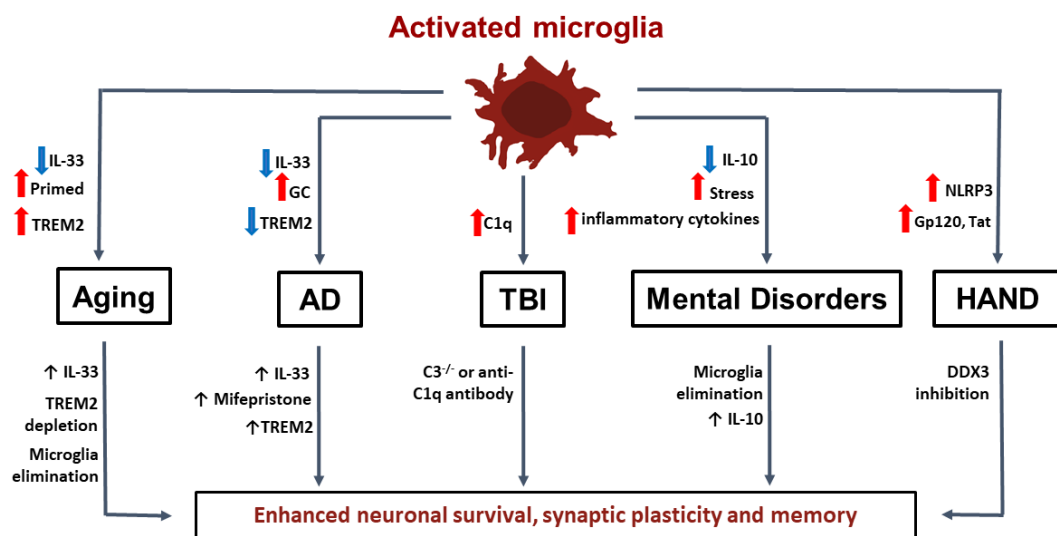 Activated microglia
IL-33
Primed
TREM2
IL-33
GC
TREM2
C1q
IL-10
Stress
inflammatory cytokines
NLRP3
Gp120, Tat
Aging
AD
TBI
Mental Disorders
HAND
↑ IL-33
TREM2
depletion
Microglia
elimination
↑ IL-33
↑ Mifepristone
↑TREM2
C3-/- or anti-
C1q antibody
Microglia
elimination
↑ IL-10
DDX3
inhibition
Enhanced neuronal survival, synaptic plasticity and memory